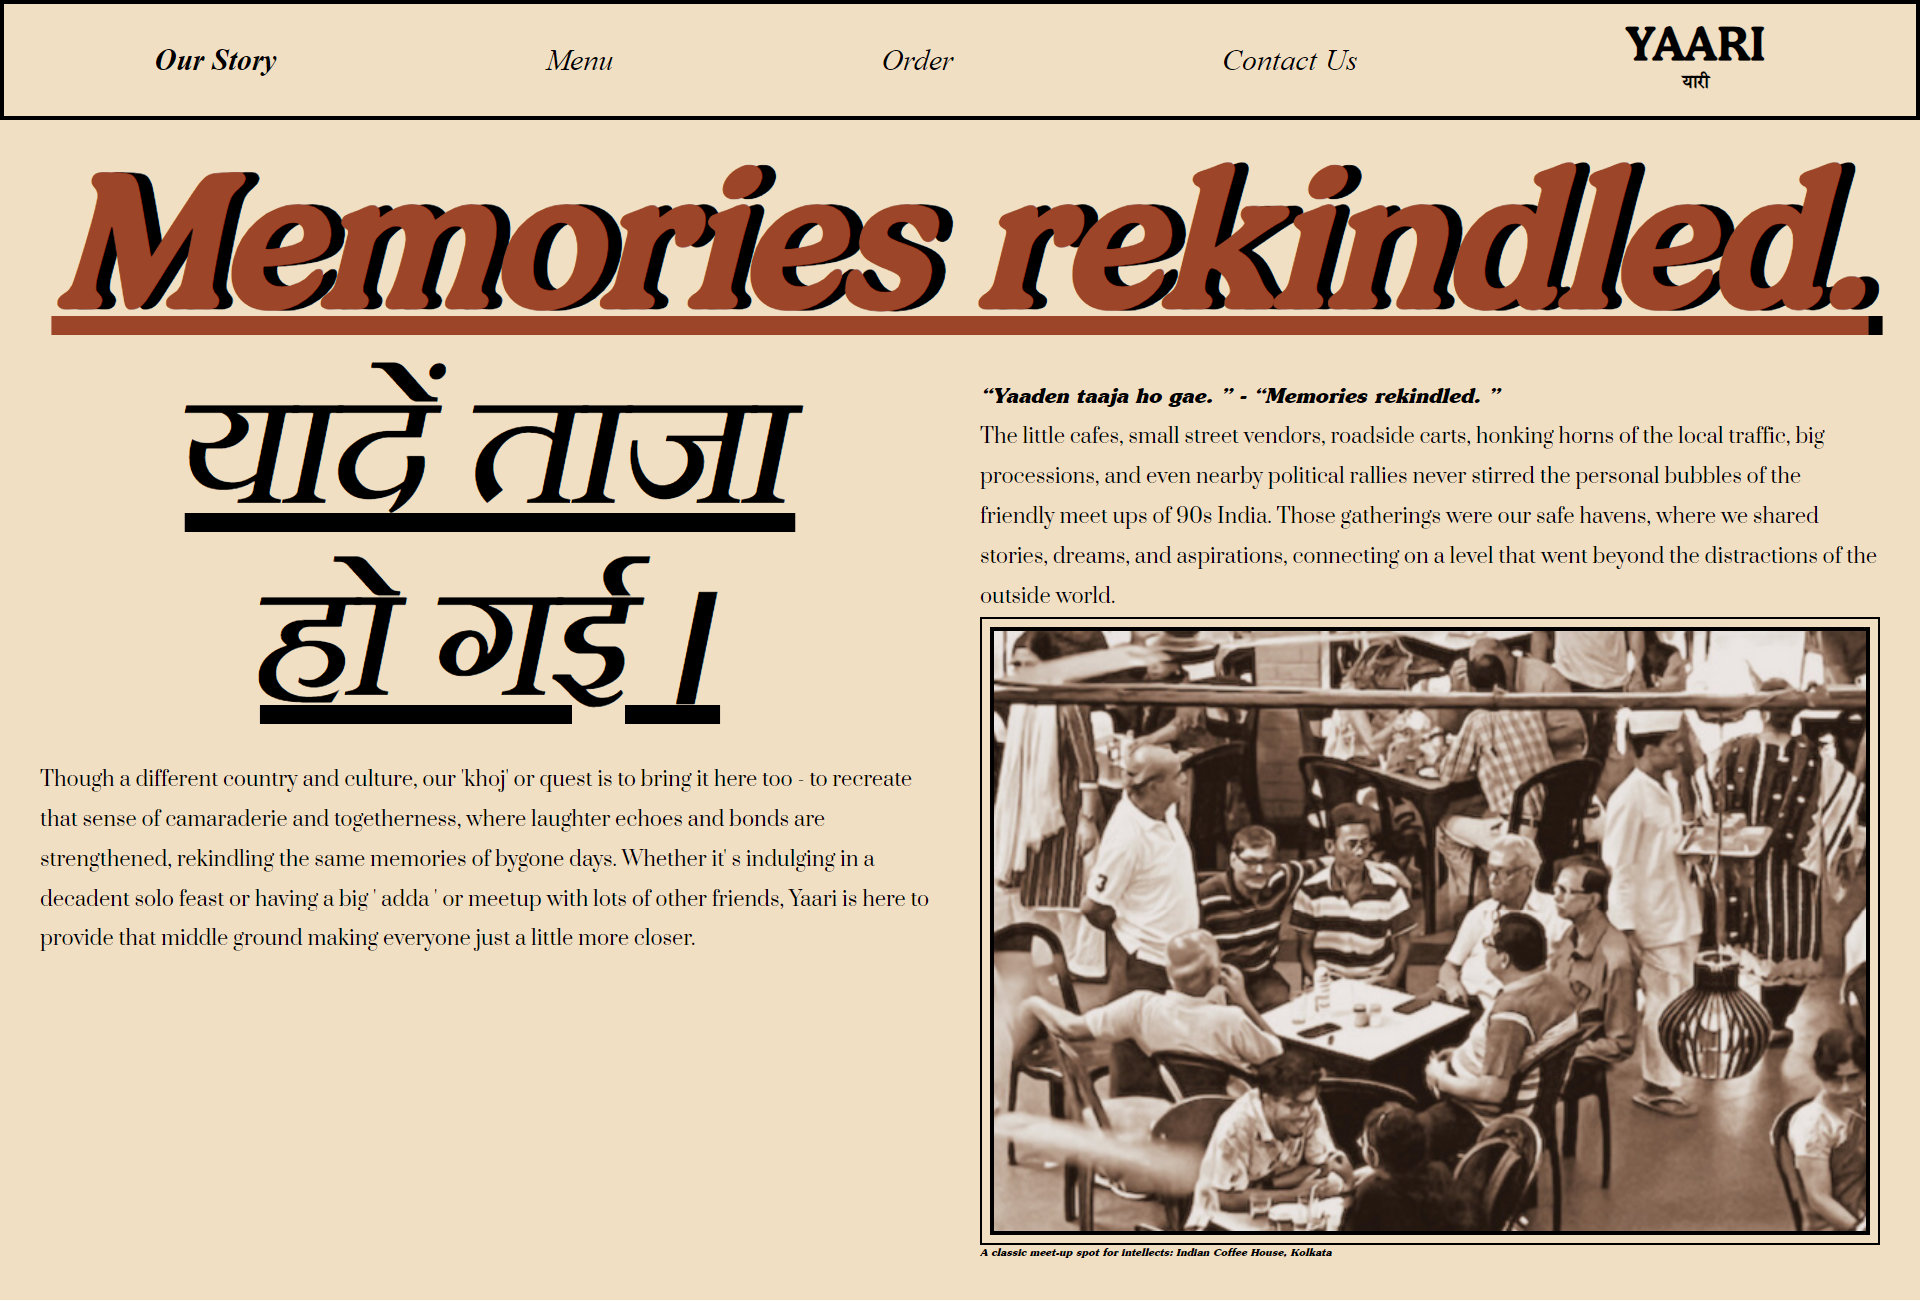 Our Story
Menu
Order
Contact Us
YAARI
यारी
Memories rekindled.
यादें ताजा
हो गई।
Though a different country and culture, our 'khoj' or quest is to bring it here too - to recreate
that sense of camaraderie and togetherness, where laughter echoes and bonds are
strengthened, rekindling the same memories of bygone days. Whether it' s indulging in a
decadent solo feast or having a big ' adda ' or meetup with lots of other friends, Yaari is here to
provide that middle ground making everyone just a little more closer.
“Yaaden taaja ho gae. ” - “Memories rekindled. ”
The little cafes, small street vendors, roadside carts, honking horns of the local traffic, big
processions, and even nearby political rallies never stirred the personal bubbles of the
friendly meet ups of 90s India. Those gatherings were our safe havens, where we shared
stories, dreams, and aspirations, connecting on a level that went beyond the distractions of the
outside world.
3
A classic meet-up spot for intellects: Indian Coffee House, Kolkata